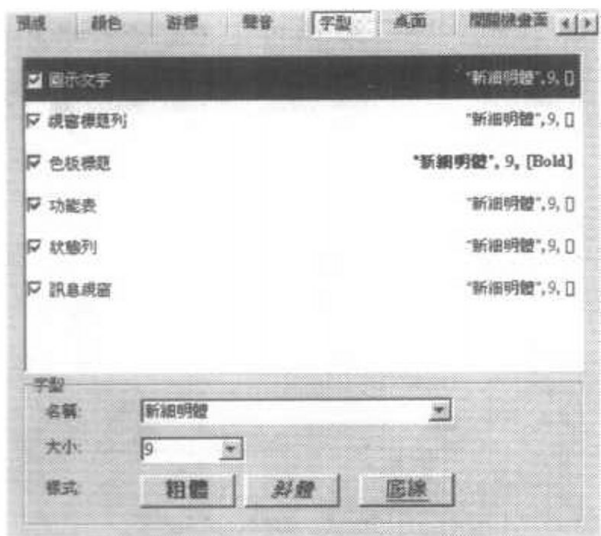 預設 顏色 游標 聲音 字型 桌面 開關機畫面
圖示文字 "新細明體",9, []
視窗標題列 "新細明體",9, []
色板標題 "新細明體", 9, [Bold]
功能表 "新細明體",9, []
狀態列 "新細明體",9, []
訊息視窗 "新細明體",9, []
字型
名稱: 新細明體
大小: 9
樣式: 粗體 斜體 底線